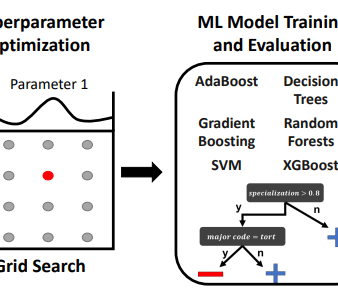 perparameter
ptimization
Parameter 1
Grid Search
ML Model Trainin
and Evaluation
AdaBoost
Decision
Trees
Gradient
Boosting
Random
Forests
SVM
XGBoost
specialization > 0.8
y
n
major code = tort
y
n